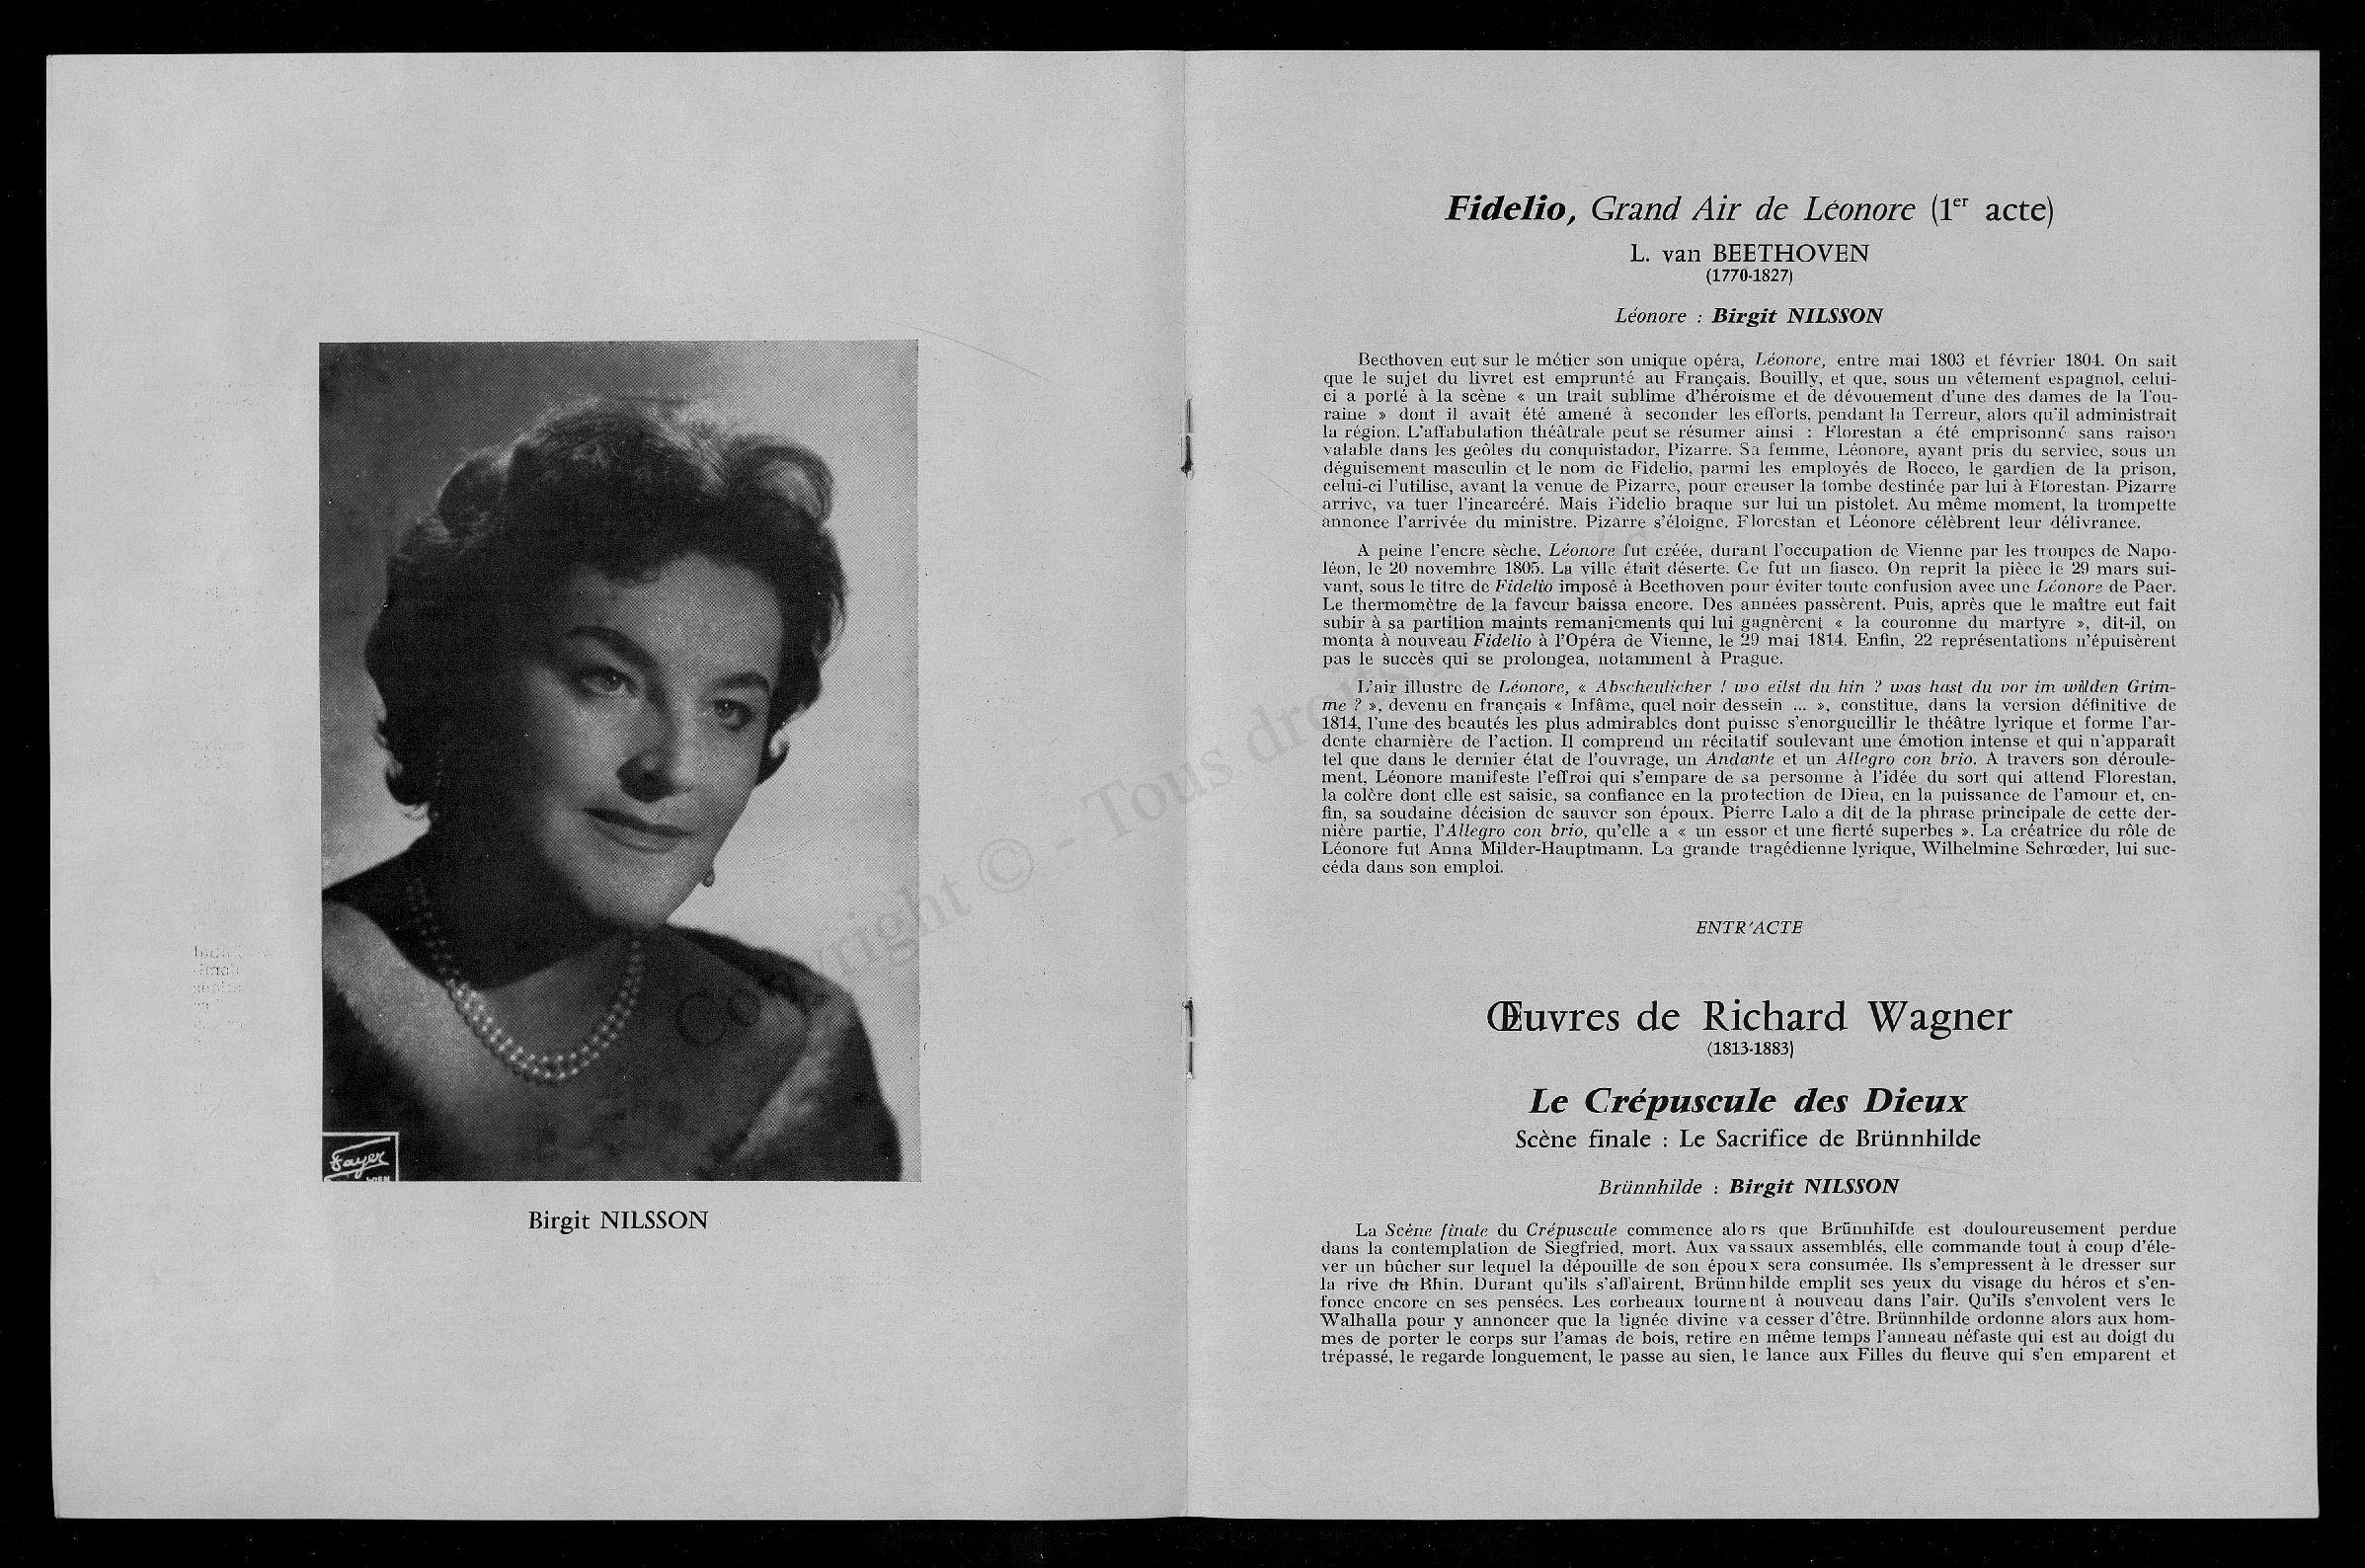 Fayer
WIEN
Birgit NILSSON
Fidelio, Grand Air de Léonore (1er acte)
L. van BEETHOVEN
(1770-1827)
Léonore : Birgit NILSSON
Beethoven eut sur le métier son unique opéra, Léonore, entre mai 1803 et février 1804. On sait
que le sujet du livret est emprunté au Français, Bouilly, et que, sous un vêtement espagnol, celui-
ci a porté à la scène « un trait sublime d'héroïsme et de dévouement d'une des dames de la Tou-
raine » dont il avait été amené à seconder les efforts, pendant la Terreur, alors qu'il administrait
la région. L'affabulation théâtrale peut se résumer ainsi : Florestan a été emprisonné sans raison
valable dans les geôles du conquistador, Pizarre. Sa femme, Léonore, ayant pris du service, sous un
déguisement masculin et le nom de Fidelio, parmi les employés de Rocco, le gardien de la prison,
celui-ci l'utilise, avant la venue de Pizarre, pour creuser la tombe destinée par lui à Florestan. Pizarre
arrive, va tuer l'incarcéré. Mais Fidelio braque sur lui un pistolet. Au même moment, la trompette
annonce l'arrivée du ministre. Pizarre s'éloigne. Florestan et Léonore célèbrent leur délivrance.
A peine l'encre sèche, Léonore fut créée, durant l'occupation de Vienne par les troupes de Napo-
léon, le 20 novembre 1805. La ville était déserte. Ce fut un fiasco. On reprit la pièce le 29 mars sui-
vant, sous le titre de Fidelio imposé à Beethoven pour éviter toute confusion avec une Léonore de Paer.
Le thermomètre de la faveur baissa encore. Des années passèrent. Puis, après que le maître eut fait
subir à sa partition maints remaniements qui lui gagnèrent « la couronne du martyre », dit-il, on
monta à nouveau Fidelio à l'Opéra de Vienne, le 29 mai 1814. Enfin, 22 représentations n'épuisèrent
pas le succès qui se prolongea, notamment à Prague.
L'air illustre de Léonore, « Abscheulicher ! wo eilst du hin ? was hast du vor im wilden Grim-
me ? », devenu en français « Infâme, quel noir dessein ... », constitue, dans la version définitive de
1814, l'une des beautés les plus admirables dont puisse s'enorgueillir le théâtre lyrique et forme l'ar-
dente charnière de l'action. Il comprend un récitatif soulevant une émotion intense et qui n'apparaît
tel que dans le dernier état de l'ouvrage, un Andante et un Allegro con brio. A travers son déroule-
ment, Léonore manifeste l'effroi qui s'empare de sa personne à l'idée du sort qui attend Florestan,
la colère dont elle est saisie, sa confiance en la protection de Dieu, en la puissance de l'amour et, en-
fin, sa soudaine décision de sauver son époux. Pierre Lalo a dit de la phrase principale de cette der-
nière partie, l'Allegro con brio, qu'elle a « un essor et une fierté superbes ». La créatrice du rôle de
Léonore fut Anna Milder-Hauptmann. La grande tragédienne lyrique, Wilhelmine Schrœder, lui suc-
céda dans son emploi.
ENTR'ACTE
Œuvres de Richard Wagner
(1813-1883)
Le Crépuscule des Dieux
Scène finale : Le Sacrifice de Brünnhilde
Brünnhilde : Birgit NILSSON
La Scène finale du Crépuscule commence alors que Brünnhilde est douloureusement perdue
dans la contemplation de Siegfried, mort. Aux vassaux assemblés, elle commande tout à coup d'éle-
ver un bûcher sur lequel la dépouille de son époux sera consumée. Ils s'empressent à le dresser sur
la rive du Rhin. Durant qu'ils s'affairent, Brünnhilde emplit ses yeux du visage du héros et s'en-
fonce encore en ses pensées. Les corbeaux tournent à nouveau dans l'air. Qu'ils s'envolent vers le
Walhalla pour y annoncer que la lignée divine va cesser d'être. Brünnhilde ordonne alors aux hom-
mes de porter le corps sur l'amas de bois, retire en même temps l'anneau néfaste qui est au doigt du
trépassé, le regarde longuement, le passe au sien, le lance aux Filles du fleuve qui s'en emparent et
Copyright © - Tous droits